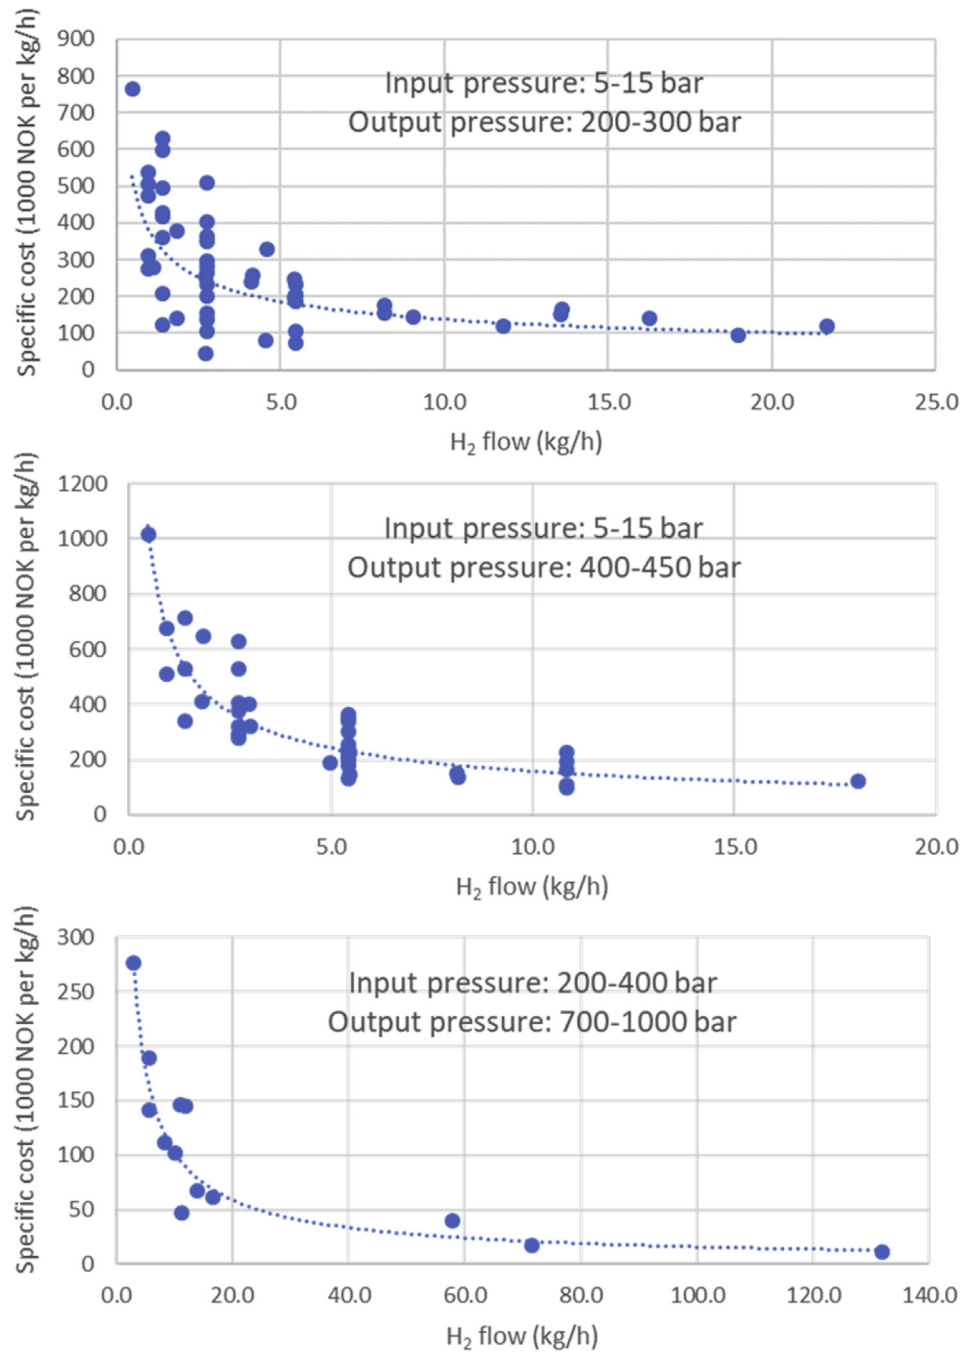 900
800
700
600
500
400
300
200
100
0
Specific cost (1000 NOK per kg/h)
Input pressure: 5-15 bar
Output pressure: 200-300 bar
0.0 5.0 10.0 15.0 20.0 25.0
H₂ flow (kg/h)
1200
1000
800
600
400
200
0
Specific cost (1000 NOK per kg/h)
Input pressure: 5-15 bar
Output pressure: 400-450 bar
0.0 5.0 10.0 15.0 20.0
H₂ flow (kg/h)
300
250
200
150
100
50
0
Specific cost (1000 NOK per kg/h)
Input pressure: 200-400 bar
Output pressure: 700-1000 bar
0.0 20.0 40.0 60.0 80.0 100.0 120.0 140.0
H₂ flow (kg/h)